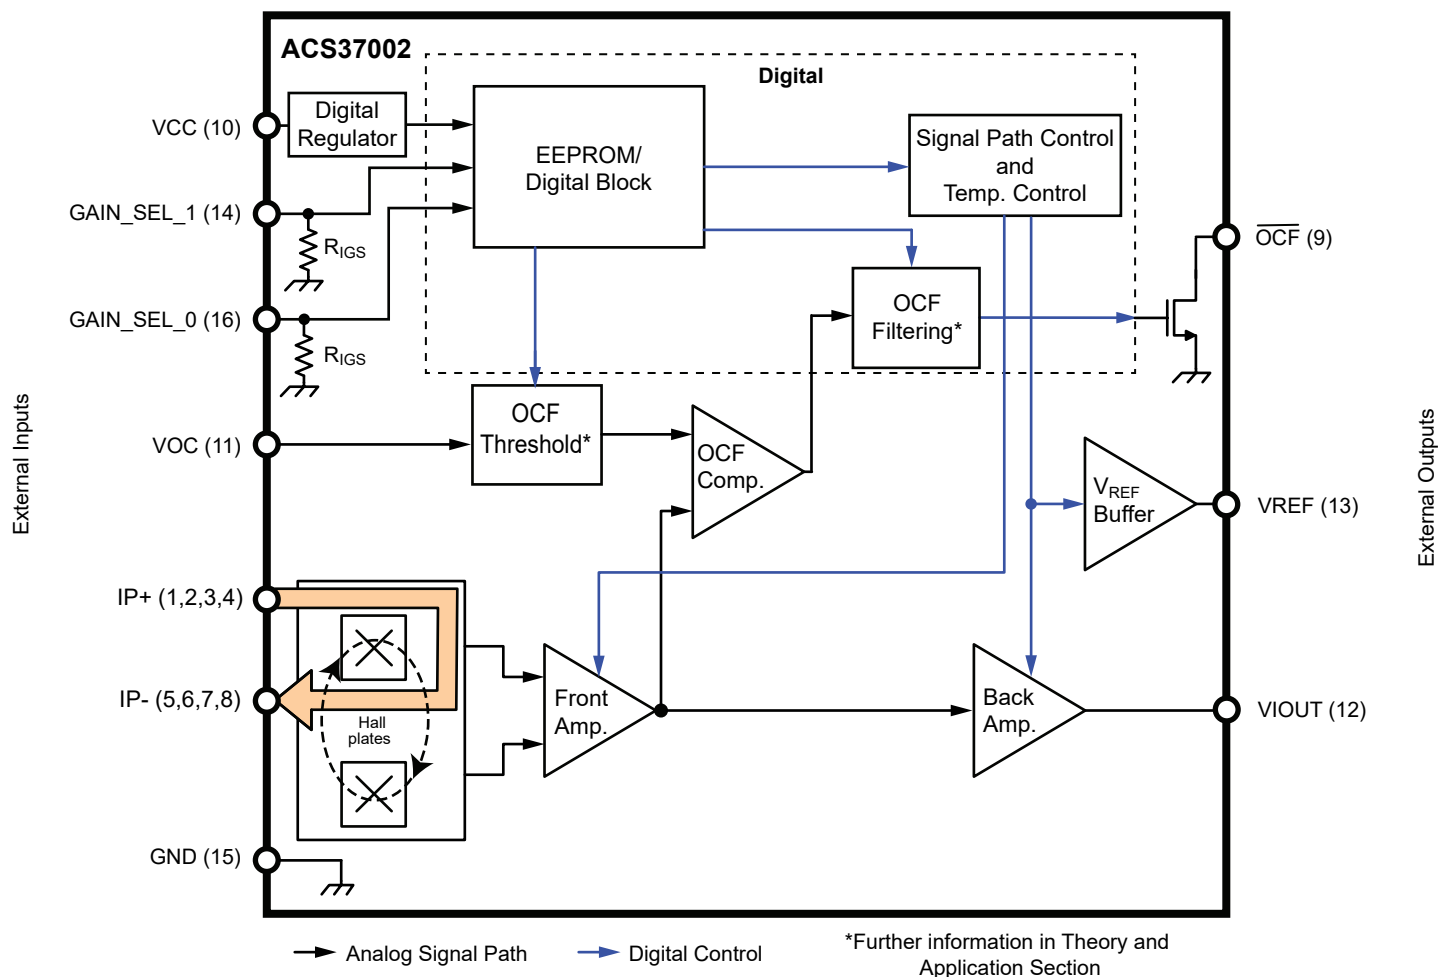 ACS37002
Digital
VCC (10)
Digital
Regulator
EEPROM/
Digital Block
Signal Path Control
and
Temp. Control
GAIN_SEL_1 (14)
RIGS
OCF (9)
OCF
Filtering*
GAIN_SEL_0 (16)
RIGS
External Inputs
VOC (11)
OCF
Threshold*
OCF
Comp.
VREF
Buffer
VREF (13)
External Outputs
IP+ (1,2,3,4)
IP- (5,6,7,8)
Hall
plates
Front
Amp.
Back
Amp.
VIOUT (12)
GND (15)
Analog Signal Path
Digital Control
*Further information in Theory and
Application Section